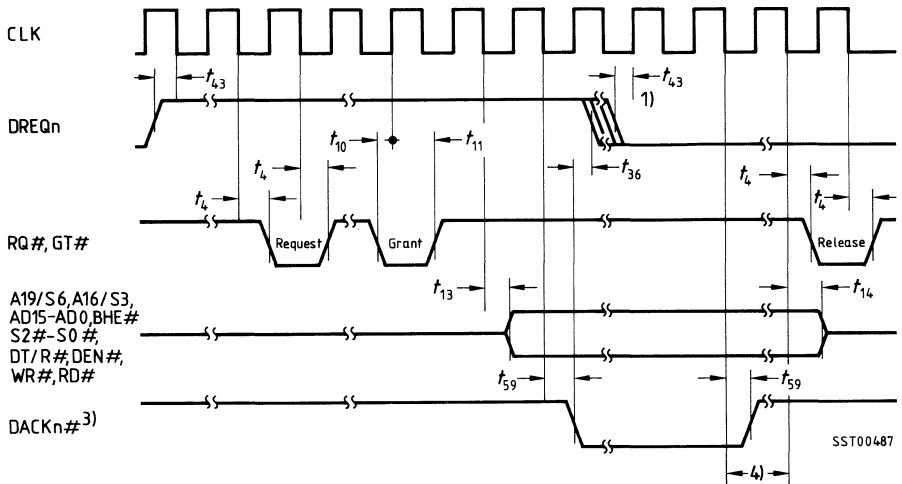 CLK
t43
t43
1)
DREQn
t10
t11
t4
t36
t4
t4
t4
RQ#, GT#
Request
Grant
Release
A19/S6, A16/S3,
AD15-AD0, BHE#
S2#-S0#,
DT/R#, DEN#,
WR#, RD#
t13
t14
t59
t59
DACKn# 3)
SST00487
4)